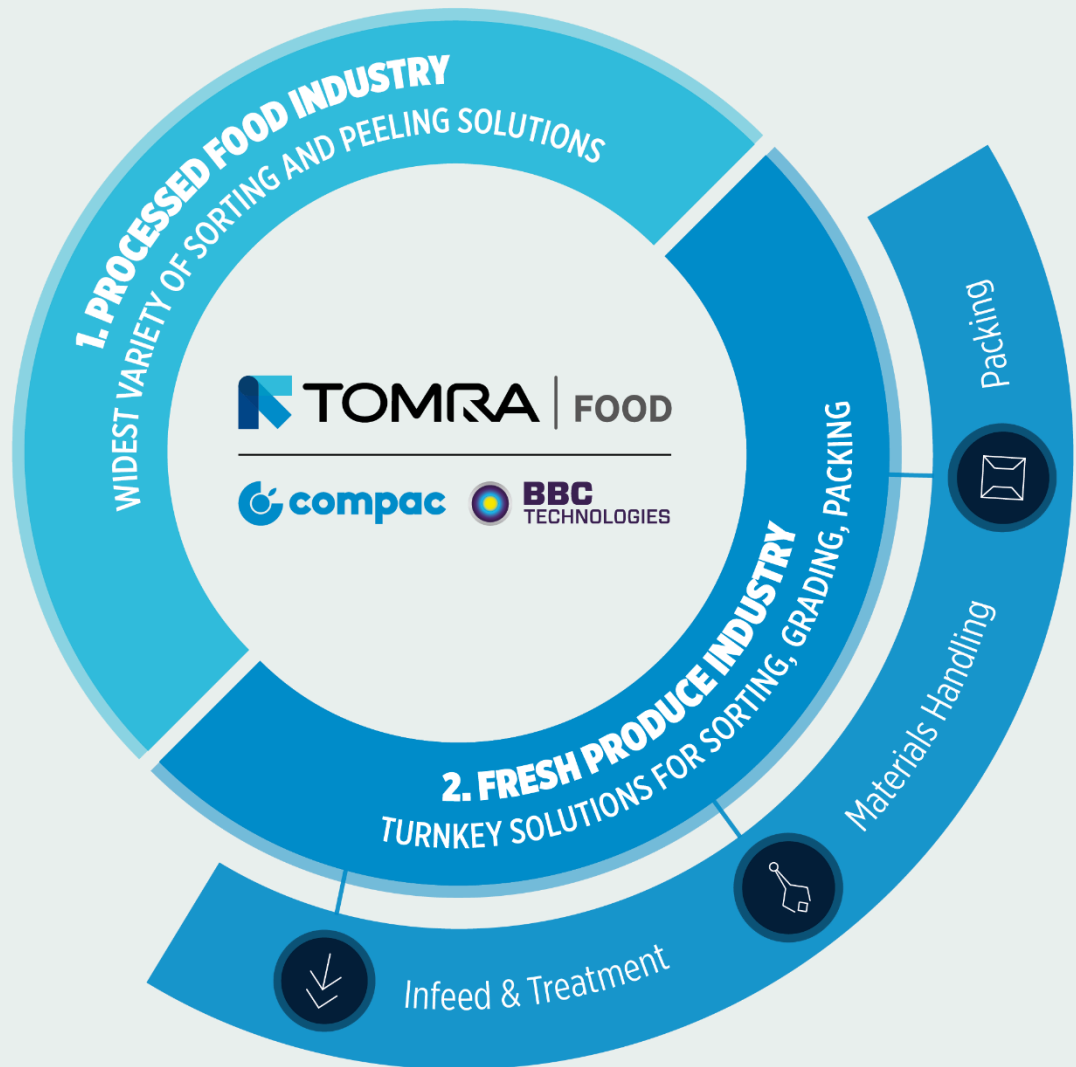 1. PROCESSED FOOD INDUSTRY
WIDEST VARIETY OF SORTING AND PEELING SOLUTIONS
TOMRA | FOOD
compac
BBC
TECHNOLOGIES
2. FRESH PRODUCE INDUSTRY
TURNKEY SOLUTIONS FOR SORTING, GRADING, PACKING
Packing
Materials Handling
Infeed & Treatment